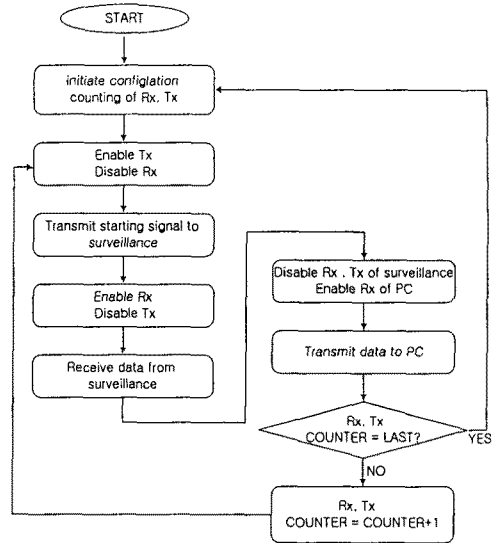 START
initiate configlation
counting of Rx, Tx
Enable Tx
Disable Rx
Transmit starting signal to
surveillance
Enable Rx
Disable Tx
Receive data from
surveillance
Disable Rx . Tx of surveillance
Enable Rx of PC
Transmit data to PC
Rx, Tx
COUNTER = LAST?
YES
NO
Rx, Tx
COUNTER = COUNTER+1